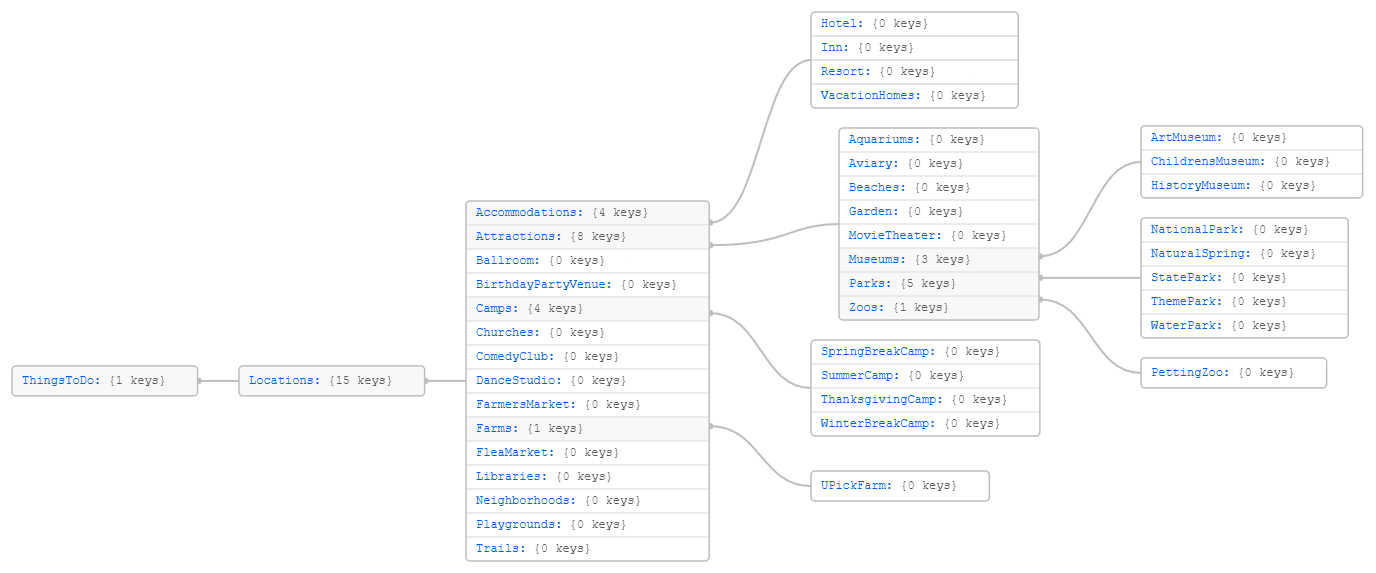 ThingsToDo: {1 keys}
Locations: {15 keys}
Accommodations: {4 keys}
Attractions: {8 keys}
Ballroom: {0 keys}
BirthdayPartyVenue: {0 keys}
Camps: {4 keys}
Churches: {0 keys}
ComedyClub: {0 keys}
DanceStudio: {0 keys}
FarmersMarket: {0 keys}
Farms: {1 keys}
FleaMarket: {0 keys}
Libraries: {0 keys}
Neighborhoods: {0 keys}
Playgrounds: {0 keys}
Trails: {0 keys}
Hotel: {0 keys}
Inn: {0 keys}
Resort: {0 keys}
VacationHomes: {0 keys}
Aquariums: {0 keys}
Aviary: {0 keys}
Beaches: {0 keys}
Garden: {0 keys}
MovieTheater: {0 keys}
Museums: {3 keys}
Parks: {5 keys}
Zoos: {1 keys}
SpringBreakCamp: {0 keys}
SummerCamp: {0 keys}
ThanksgivingCamp: {0 keys}
WinterBreakCamp: {0 keys}
UPickFarm: {0 keys}
ArtMuseum: {0 keys}
ChildrensMuseum: {0 keys}
HistoryMuseum: {0 keys}
NationalPark: {0 keys}
NaturalSpring: {0 keys}
StatePark: {0 keys}
ThemePark: {0 keys}
WaterPark: {0 keys}
PettingZoo: {0 keys}